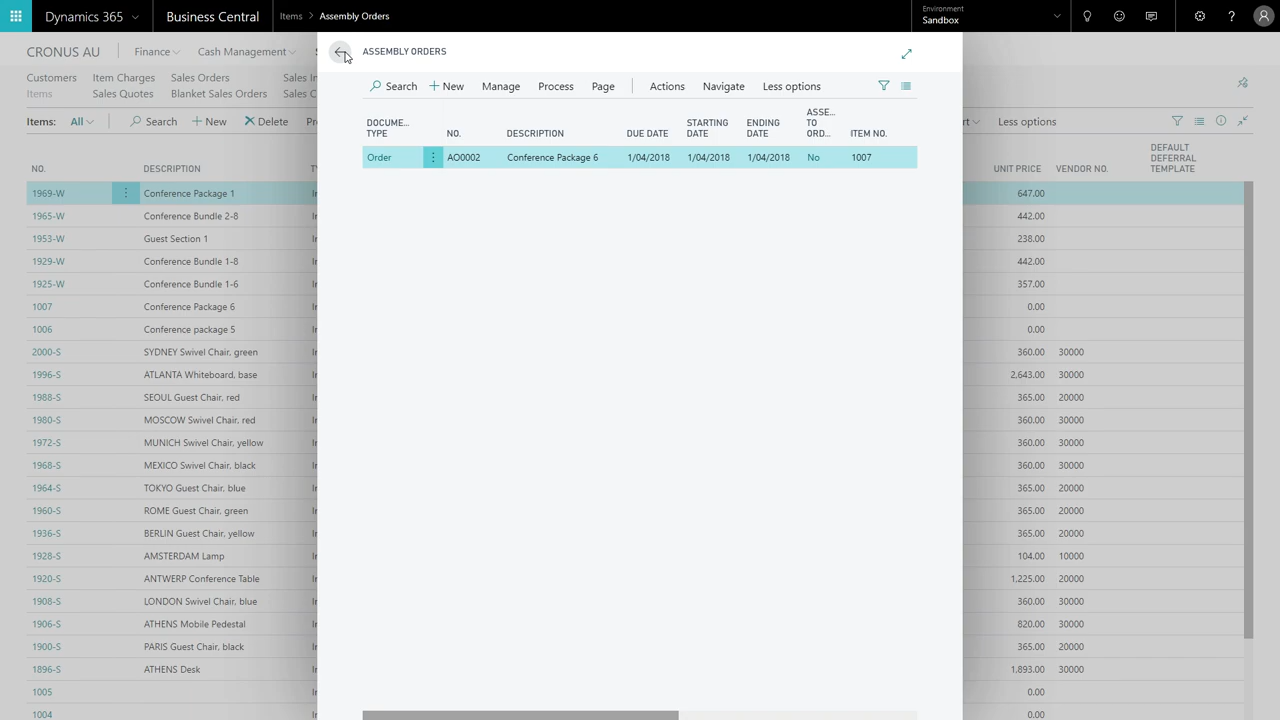 Dynamics 365
Business Central
Items > Assembly Orders
Environment
Sandbox
CRONUS AU
Finance
Cash Management
Customers
Item Charges
Sales Orders
Sales In
Items
Sales Quotes
Blanket Sales Orders
Sales C
Items: All
Search
+ New
Delete
Pr
rt
Less options
NO.
DESCRIPTION
UNIT PRICE
VENDOR NO.
DEFAULT
DEFERRAL
TEMPLATE
1969-W Conference Package 1 647.00
1965-W Conference Bundle 2-8 442.00
1953-W Guest Section 1 238.00
1929-W Conference Bundle 1-8 442.00
1925-W Conference Bundle 1-6 357.00
1007 Conference Package 6 0.00
1006 Conference package 5 0.00
2000-S SYDNEY Swivel Chair, green 360.00 30000
1996-S ATLANTA Whiteboard, base 2,643.00 30000
1988-S SEOUL Guest Chair, red 365.00 20000
1980-S MOSCOW Swivel Chair, red 360.00 30000
1972-S MUNICH Swivel Chair, yellow 360.00 30000
1968-S MEXICO Swivel Chair, black 360.00 30000
1964-S TOKYO Guest Chair, blue 365.00 20000
1960-S ROME Guest Chair, green 365.00 20000
1936-S BERLIN Guest Chair, yellow 365.00 20000
1928-S AMSTERDAM Lamp 104.00 10000
1920-S ANTWERP Conference Table 1,225.00 20000
1908-S LONDON Swivel Chair, blue 360.00 30000
1906-S ATHENS Mobile Pedestal 820.00 30000
1900-S PARIS Guest Chair, black 365.00 20000
1896-S ATHENS Desk 1,893.00 30000
1005 0.00
1004 0.00
ASSEMBLY ORDERS
Search
+ New
Manage
Process
Page
Actions
Navigate
Less options
DOCUME...
TYPE
NO.
DESCRIPTION
DUE DATE
STARTING
DATE
ENDING
DATE
ASSE...
TO
ORD...
ITEM NO.
Order AO0002 Conference Package 6 1/04/2018 1/04/2018 1/04/2018 No 1007